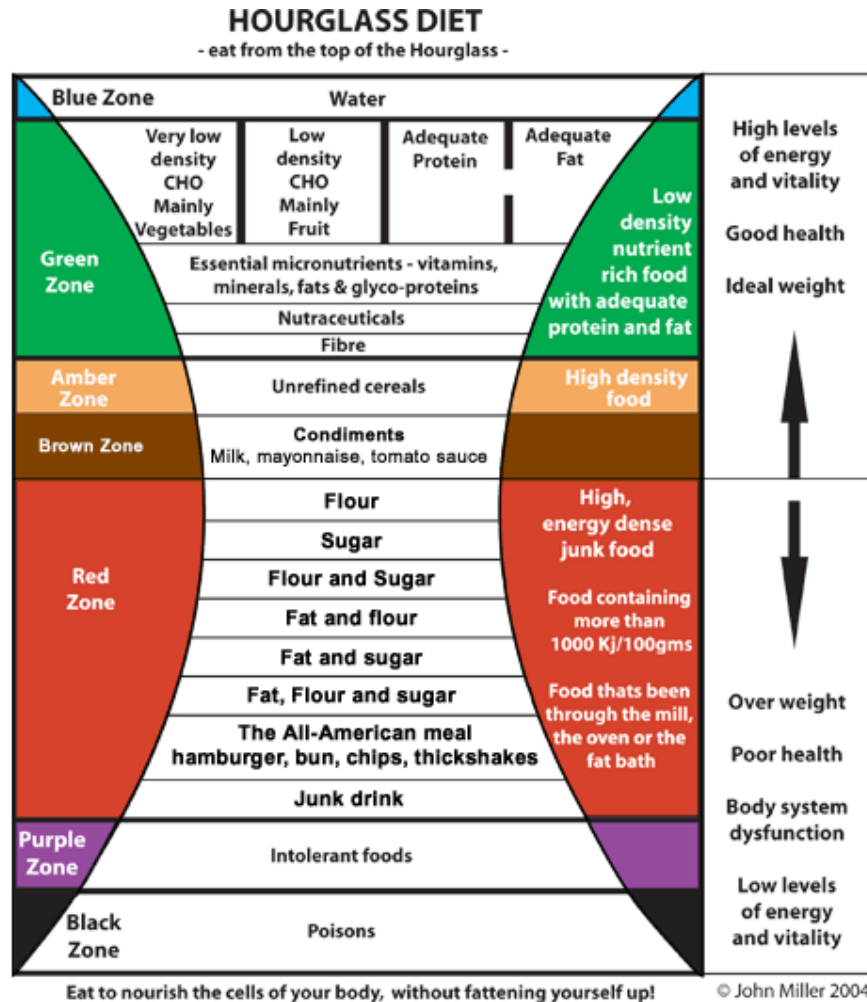 HOURGLASS DIET
- eat from the top of the Hourglass -
Blue Zone
Water
Green
Zone
Very low
density
CHO
Mainly
Vegetables
Low
density
CHO
Mainly
Fruit
Adequate
Protein
Adequate
Fat
Essential micronutrients - vitamins,
minerals, fats & glyco-proteins
Nutraceuticals
Fibre
Low
density
nutrient
rich food
with adequate
protein and fat
Amber
Zone
Unrefined cereals
High density
food
Brown Zone
Condiments
Milk, mayonnaise, tomato sauce
Red
Zone
Flour
Sugar
Flour and Sugar
Fat and flour
Fat and sugar
Fat, Flour and sugar
The All-American meal
hamburger, bun, chips, thickshakes
Junk drink
High,
energy dense
junk food
Food containing
more than
1000 Kj/100gms
Food thats been
through the mill,
the oven or the
fat bath
Purple
Zone
Intolerant foods
Black
Zone
Poisons
High levels
of energy
and vitality
Good health
Ideal weight
Over weight
Poor health
Body system
dysfunction
Low levels
of energy
and vitality
Eat to nourish the cells of your body, without fattening yourself up!
© John Miller 2004